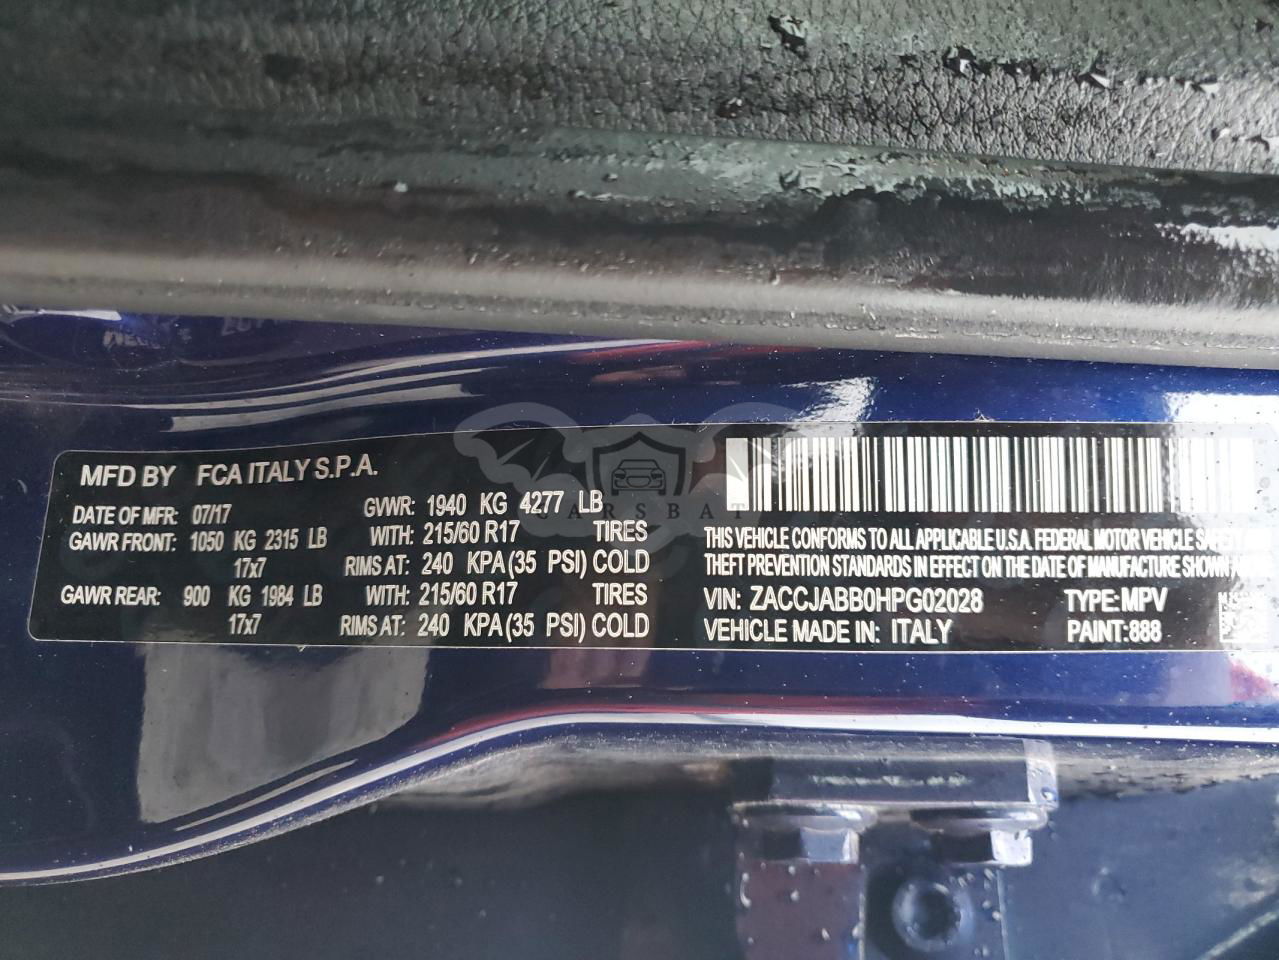 MFD BY FCA ITALY S.P.A.
DATE OF MFR: 07/17 GVWR: 1940 KG 4277 LB
GAWR FRONT: 1050 KG 2315 LB WITH: 215/60 R17 TIRES
17x7 RIMS AT: 240 KPA (35 PSI) COLD
GAWR REAR: 900 KG 1984 LB WITH: 215/60 R17 TIRES
17x7 RIMS AT: 240 KPA (35 PSI) COLD
THIS VEHICLE CONFORMS TO ALL APPLICABLE U.S.A. FEDERAL MOTOR VEHICLE SAFETY
THEFT PREVENTION STANDARDS IN EFFECT ON THE DATE OF MANUFACTURE SHOWN
VIN: ZACCJABB0HPG02028 TYPE: MPV
VEHICLE MADE IN: ITALY PAINT: 888
CARSBAT